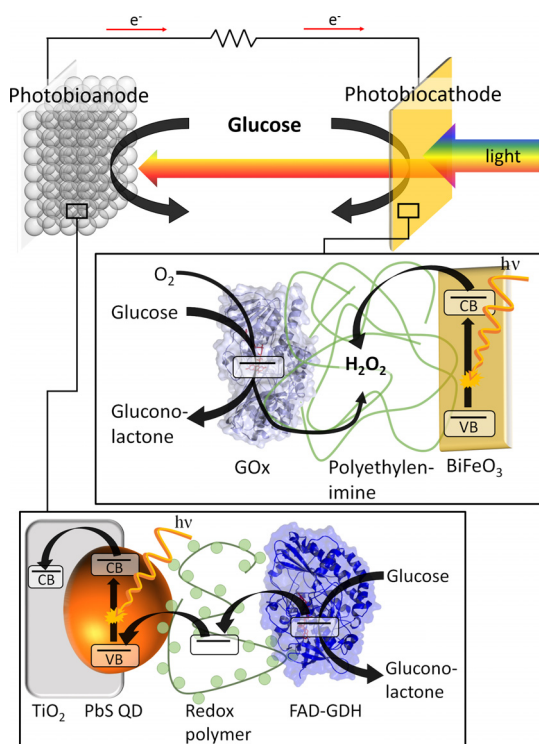 e⁻ e⁻
Photobioanode Photobiocathode
Glucose
light
hν
O₂
CB
Glucose
H₂O₂
Glucono-
lactone
VB
GOx Polyethylen-
imine BiFeO₃
hν
CB
CB
Glucose
VB
Glucono-
lactone
TiO₂ PbS QD Redox
polymer FAD-GDH